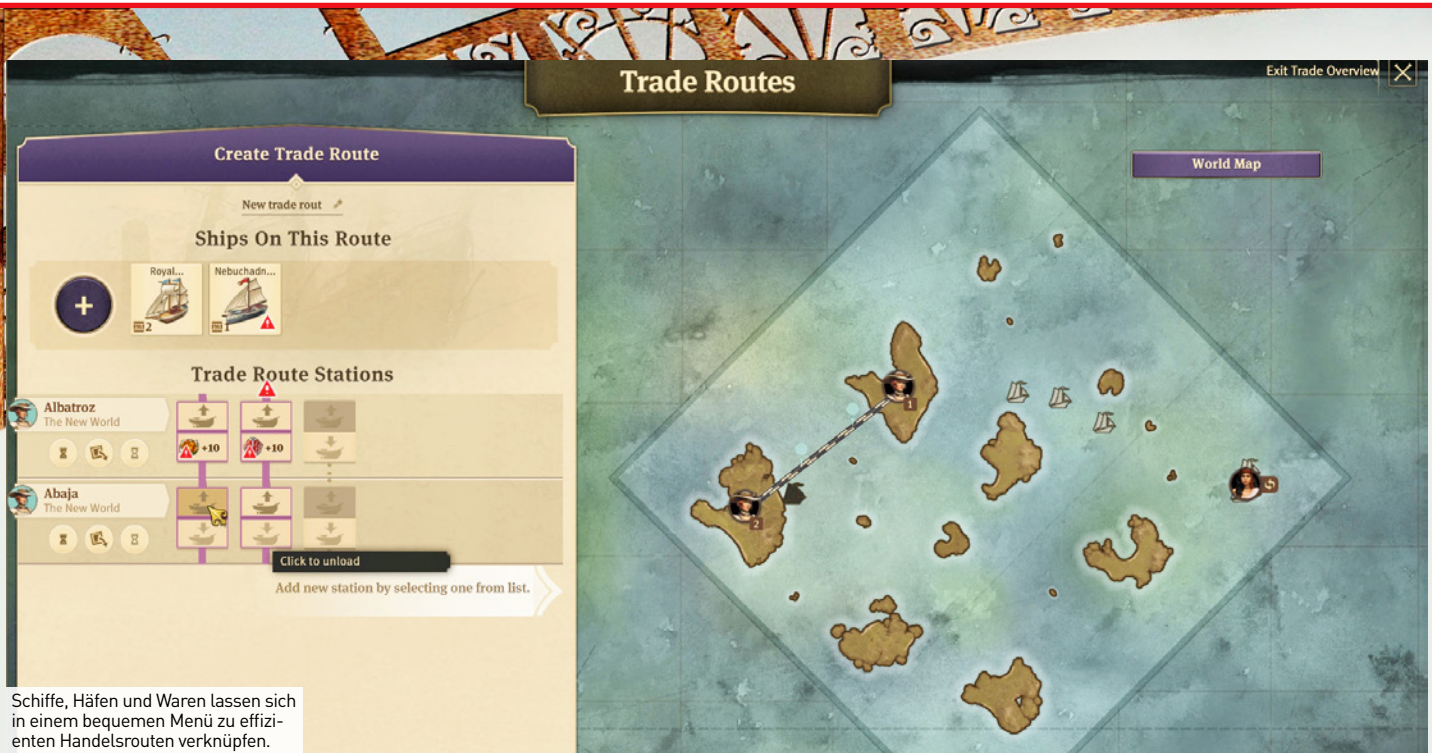 Trade Routes
Exit Trade Overview
Create Trade Route
World Map
New trade rout
Ships On This Route
Royal...
Nebuchadn...
+
2
1
Trade Route Stations
Albatroz
The New World
+10
+10
Abaja
The New World
Click to unload
Add new station by selecting one from list.
1
2
Schiffe, Häfen und Waren lassen sich
in einem bequemen Menü zu effizi-
enten Handelsrouten verknüpfen.